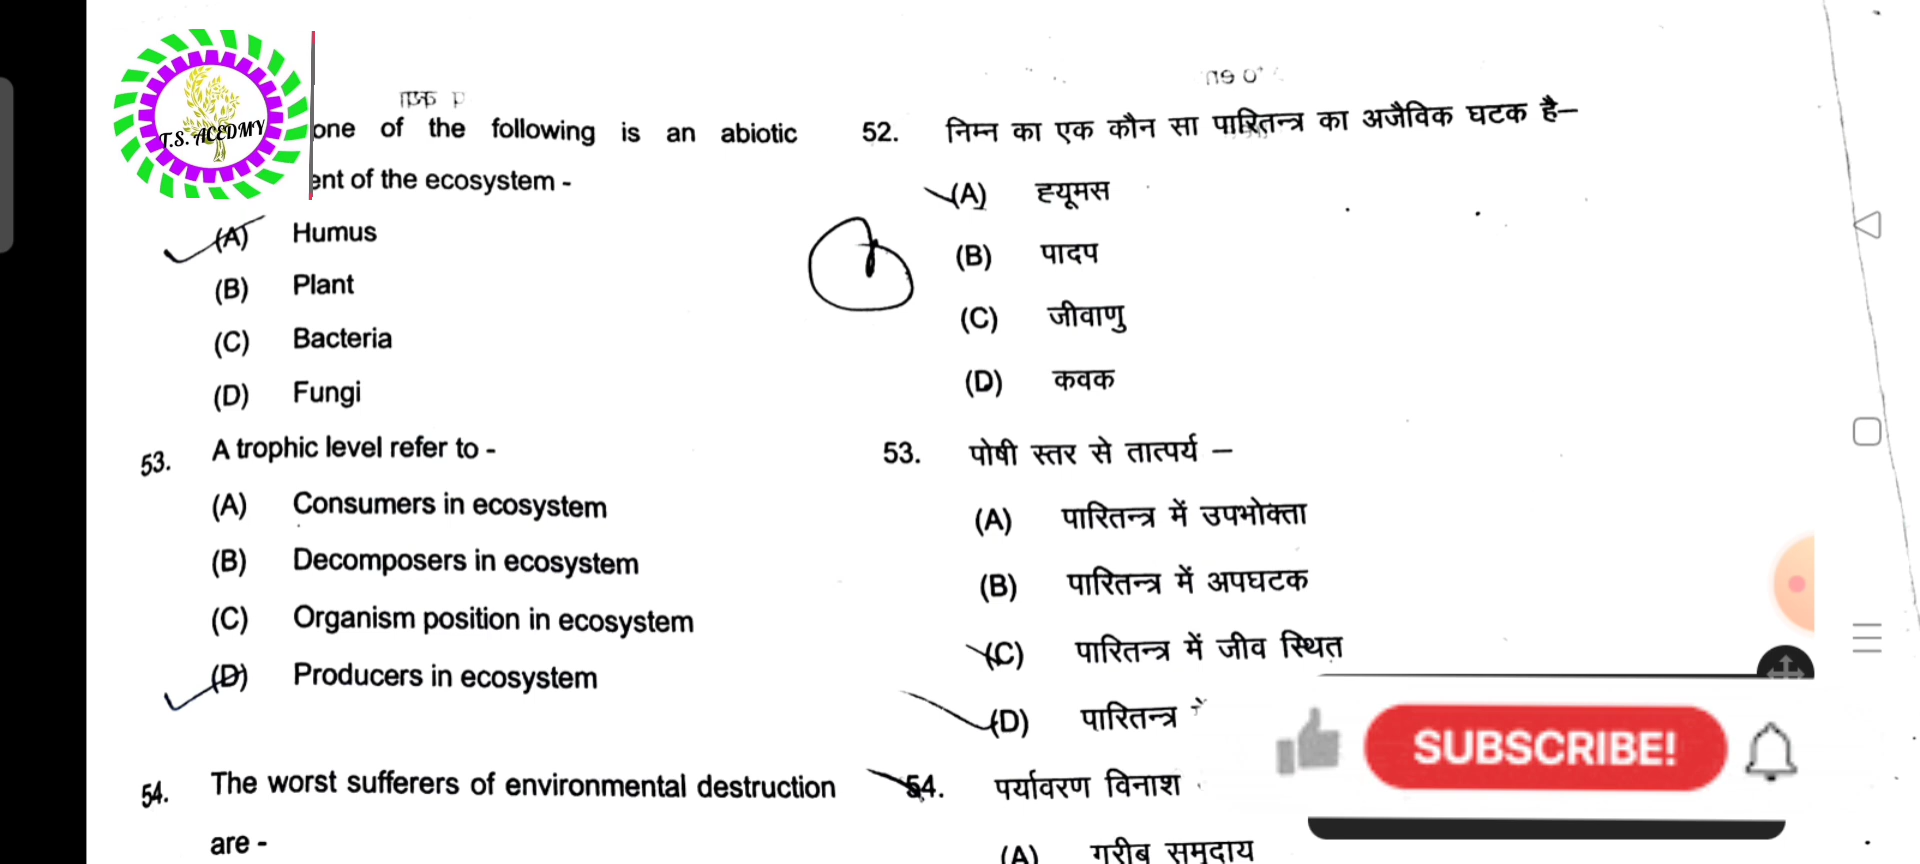 T.S. ACEDMY
one of the following is an abiotic
ent of the ecosystem -
(A) Humus
(B) Plant
(C) Bacteria
(D) Fungi
53. A trophic level refer to -
(A) Consumers in ecosystem
(B) Decomposers in ecosystem
(C) Organism position in ecosystem
(D) Producers in ecosystem
54. The worst sufferers of environmental destruction
are -
52. निम्न का एक कौन सा पारितन्त्र का अजैविक घटक है–
(A) ह्यूमस
(B) पादप
(C) जीवाणु
(D) कवक
53. पोषी स्तर से तात्पर्य –
(A) पारितन्त्र में उपभोक्ता
(B) पारितन्त्र में अपघटक
(C) पारितन्त्र में जीव स्थित
(D) पारितन्त्र
54. पर्यावरण विनाश
(A) गरीब समुदाय
SUBSCRIBE!